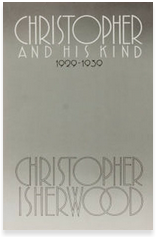 CHRISTOPHER
AND HIS KIND
1929-1939
CHRISTOPHER
ISHERWOOD